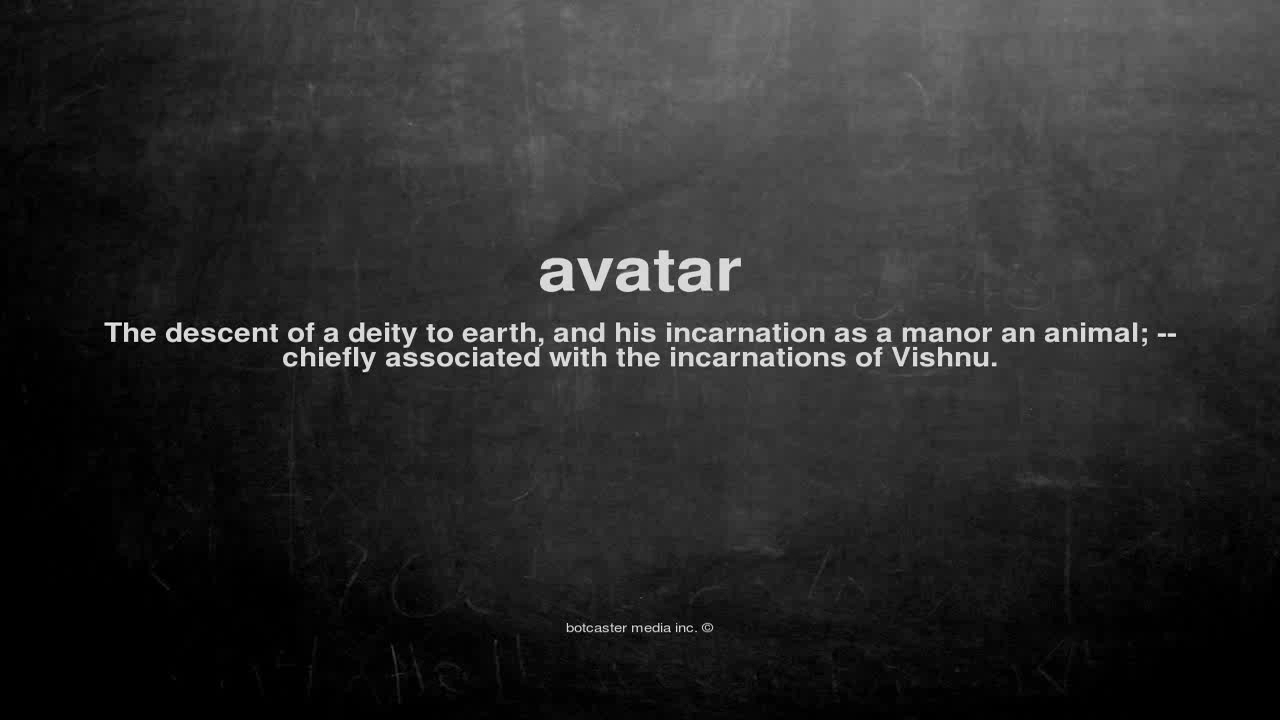 avatar
The descent of a deity to earth, and his incarnation as a manor an animal; --
chiefly associated with the incarnations of Vishnu.
botcaster media inc. ©